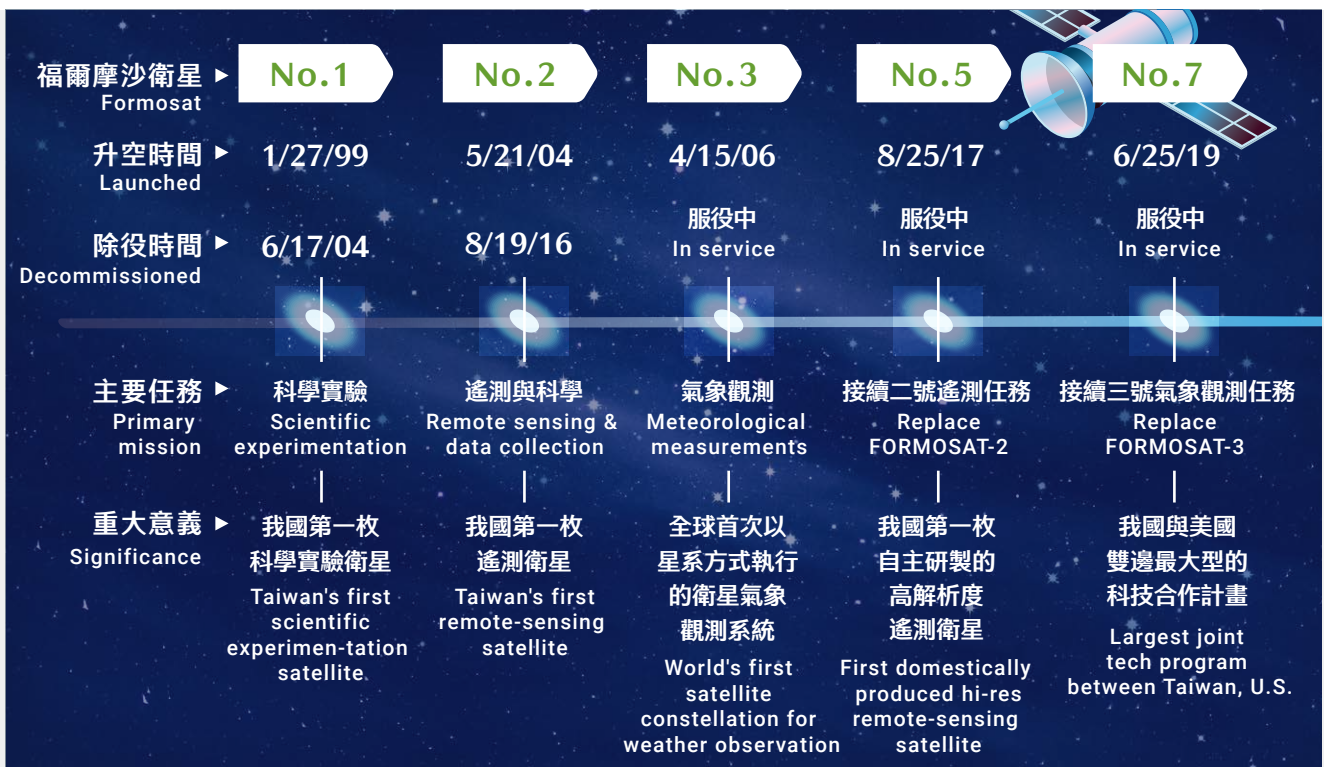 福爾摩沙衛星 ▶
Formosat
No.1
No.2
No.3
No.5
No.7
升空時間 ▶
Launched
1/27/99
5/21/04
4/15/06
8/25/17
6/25/19
除役時間 ▶
Decommissioned
6/17/04
8/19/16
服役中
In service
服役中
In service
服役中
In service
主要任務 ▶
Primary
mission
科學實驗
Scientific
experimentation
遙測與科學
Remote sensing &
data collection
氣象觀測
Meteorological
measurements
接續二號遙測任務
Replace
FORMOSAT-2
接續三號氣象觀測任務
Replace
FORMOSAT-3
重大意義 ▶
Significance
我國第一枚
科學實驗衛星
Taiwan's first
scientific
experimen-tation
satellite
我國第一枚
遙測衛星
Taiwan's first
remote-sensing
satellite
全球首次以
星系方式執行
的衛星氣象
觀測系統
World's first
satellite
constellation for
weather observation
我國第一枚
自主研製的
高解析度
遙測衛星
First domestically
produced hi-res
remote-sensing
satellite
我國與美國
雙邊最大型的
科技合作計畫
Largest joint
tech program
between Taiwan, U.S.